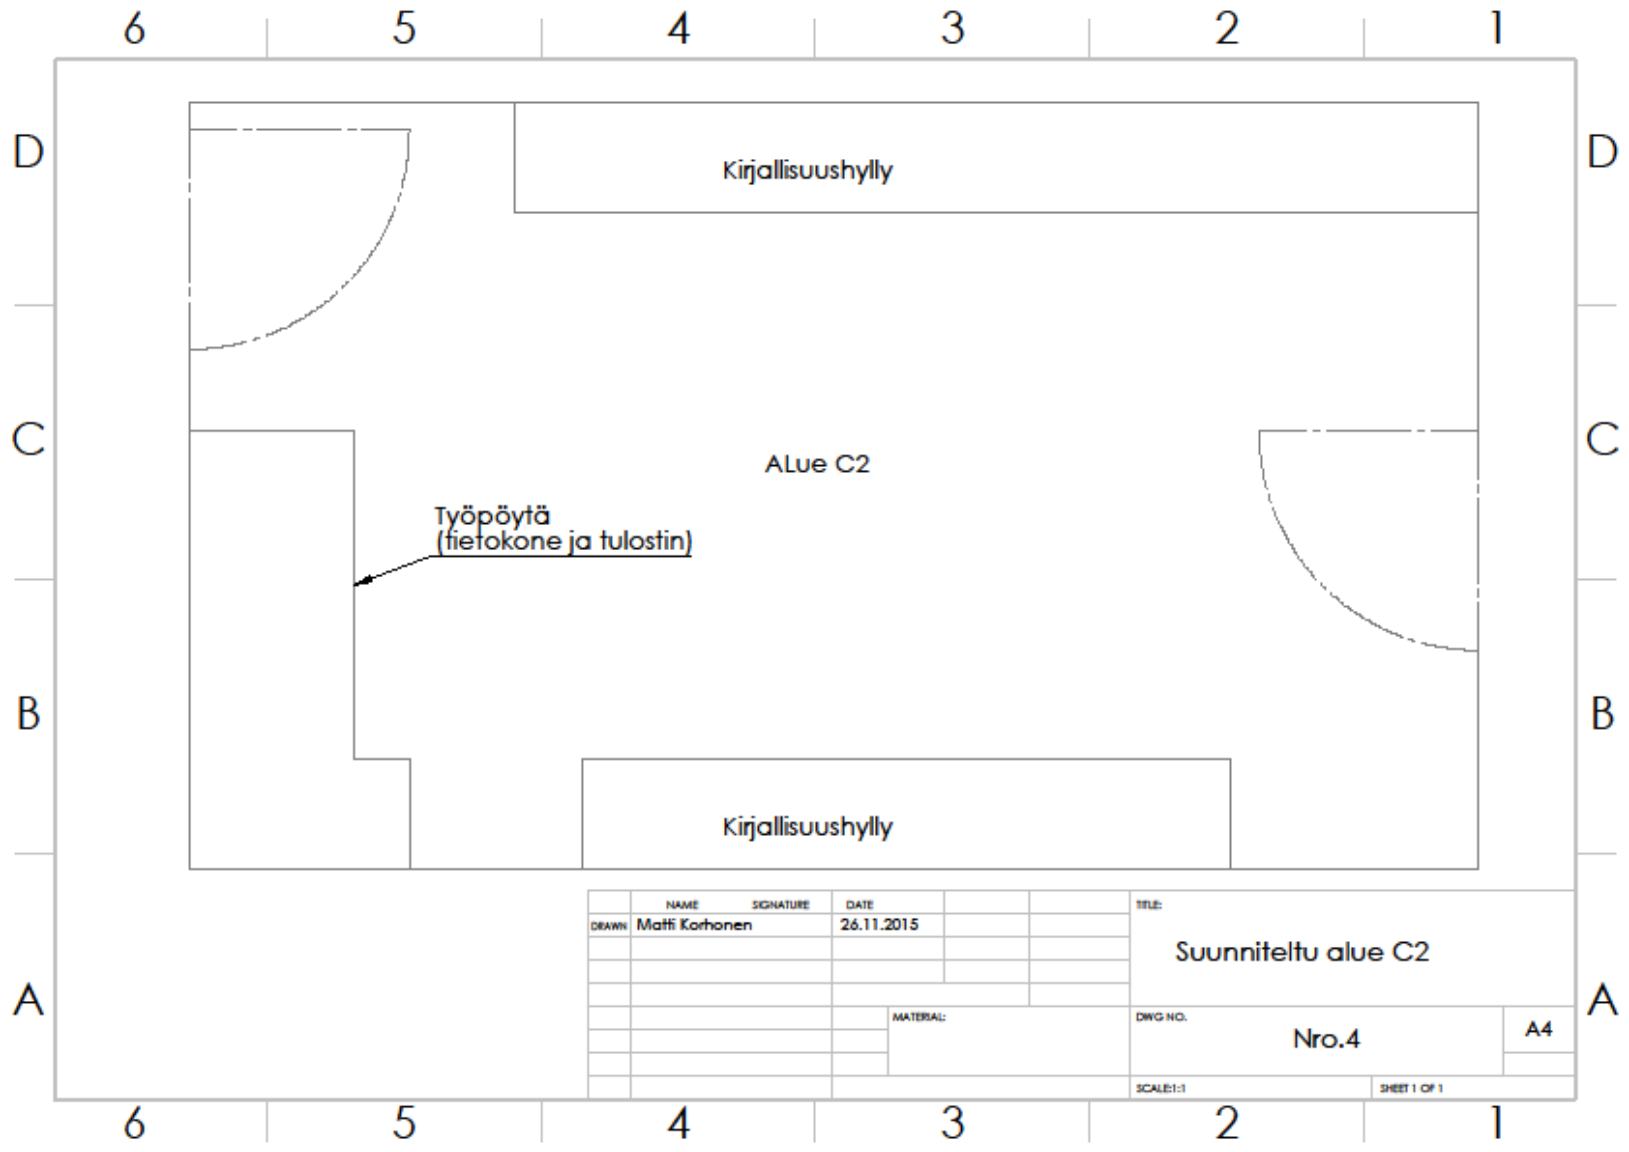 6 5 4 3 2 1
D D
Kirjallisuushylly
C C
ALue C2
Työpöytä
(tietokone ja tulostin)
B B
Kirjallisuushylly
NAME SIGNATURE DATE
DRAWN Matti Korhonen 26.11.2015
TITLE:
Suunniteltu alue C2
A A
MATERIAL:
DWG NO.
Nro.4
A4
SCALE:1:1
SHEET 1 OF 1
6 5 4 3 2 1